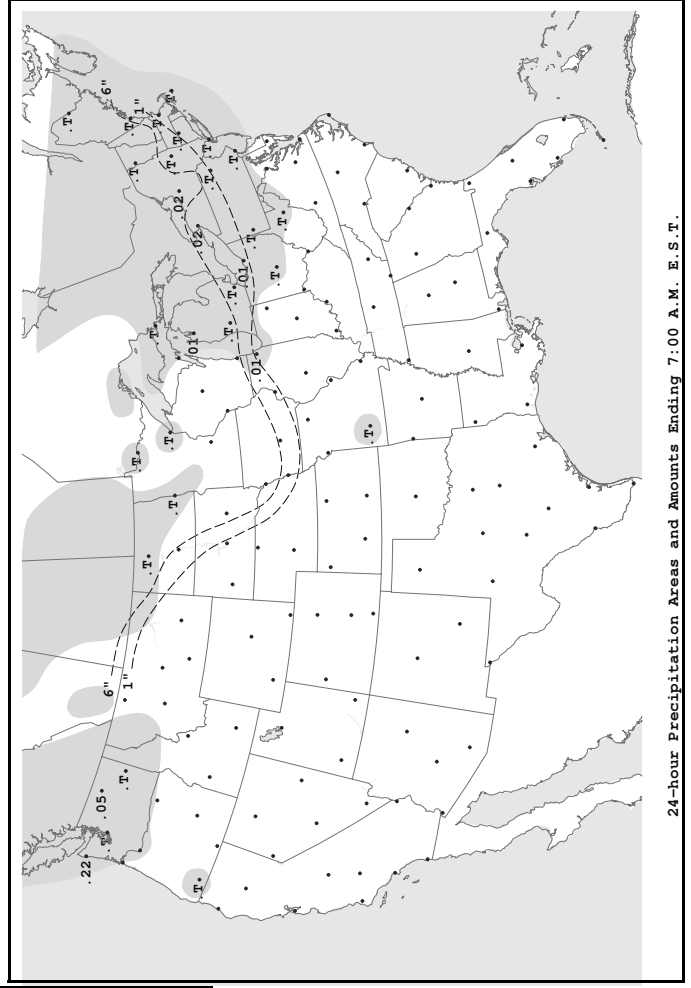 T
.22
.05
6"
6"
T
T
1"
T
T
T
1"
T
T
T
T
T
T
T
T
.02
.01
.02
T
T
T
T
T
T
.01
T
.01
T
T
T
24-hour Precipitation Areas and Amounts Ending 7:00 A.M. E.S.T.